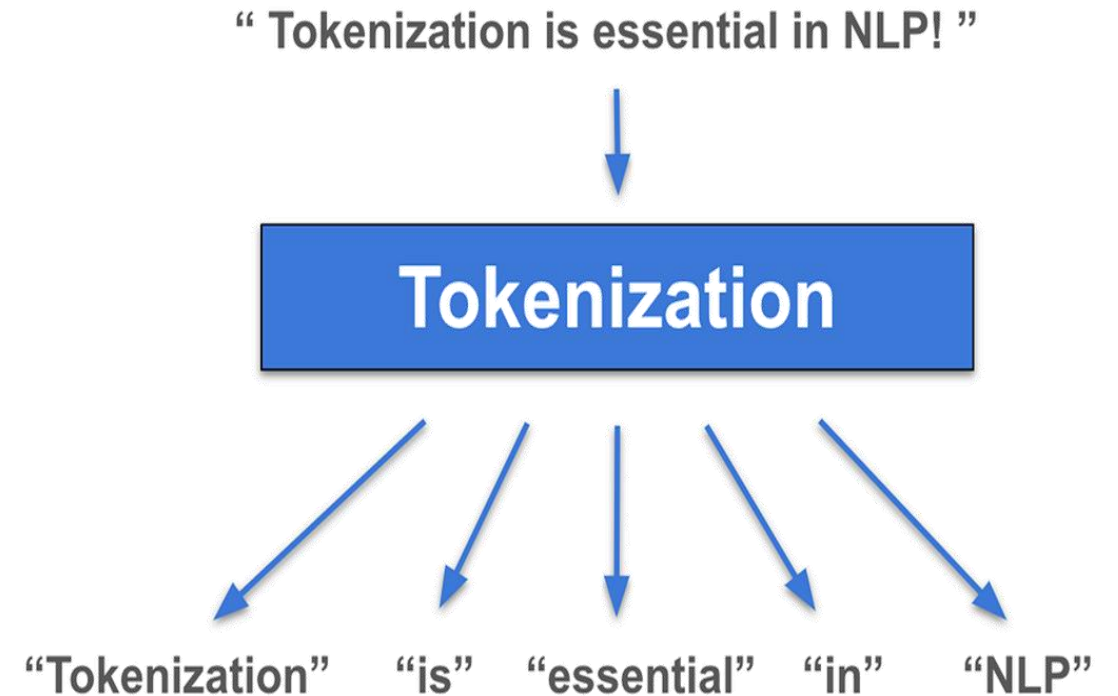 “ Tokenization is essential in NLP! ”
Tokenization
“Tokenization” “is” “essential” “in” “NLP”